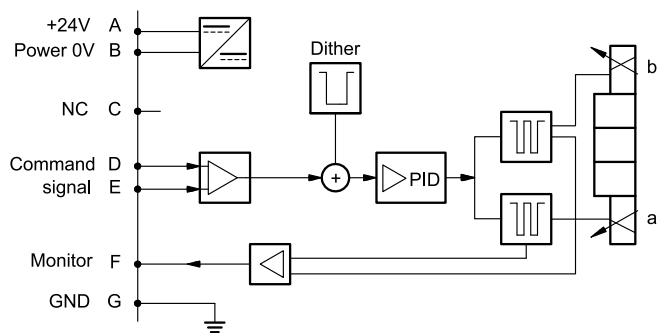 +24V A
Power 0V B
Dither
b
NC C
Command D
signal E
+
PID
a
Monitor F
GND G